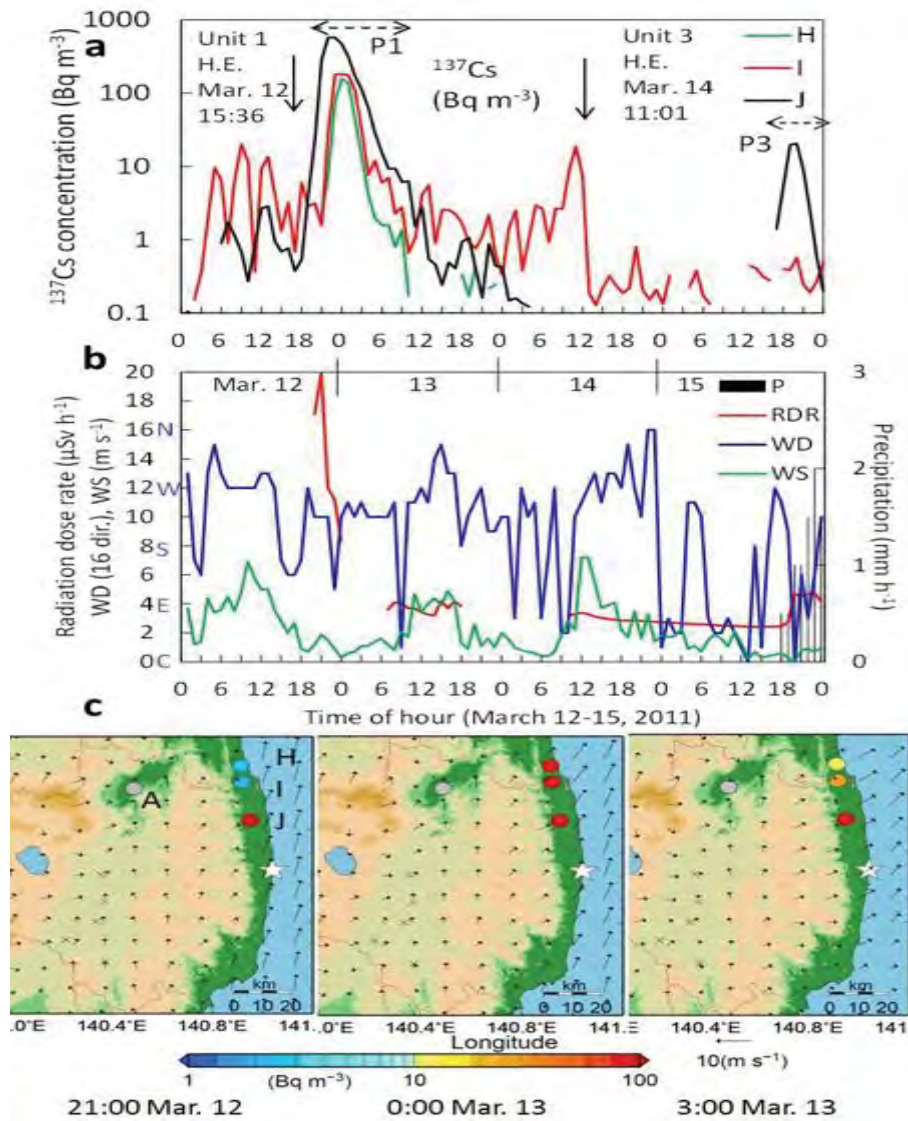 a
1000
100
10
1
0.1
¹³⁷Cs concentration (Bq m⁻³)
Unit 1
H.E.
Mar. 12
15:36
P1
¹³⁷Cs
(Bq m⁻³)
Unit 3
H.E.
Mar. 14
11:01
H
I
J
P3
0 6 12 18 0 6 12 18 0 6 12 18 0 6 12 18 0
b
Mar. 12 13 14 15
20
18
16
14
12
10
8
6
4
2
0
N
W
S
E
C
Radiation dose rate (μSv h⁻¹)
WD (16 dir.), WS (m s⁻¹)
P
RDR
WD
WS
3
2
1
0
Precipitation (mm h⁻¹)
0 6 12 18 0 6 12 18 0 6 12 18 0 6 12 18 0
Time of hour (March 12-15, 2011)
c
H
I
A
J
km
0 10 20
km
0 10 20
km
0 10 20
.0°E 140.4°E 140.8°E 141..0°E 140.4°E 140.8°E 141..0°E 140.4°E 140.8°E 141
Longitude
1 (Bq m⁻³) 10 100
10(m s⁻¹)
21:00 Mar. 12 0:00 Mar. 13 3:00 Mar. 13